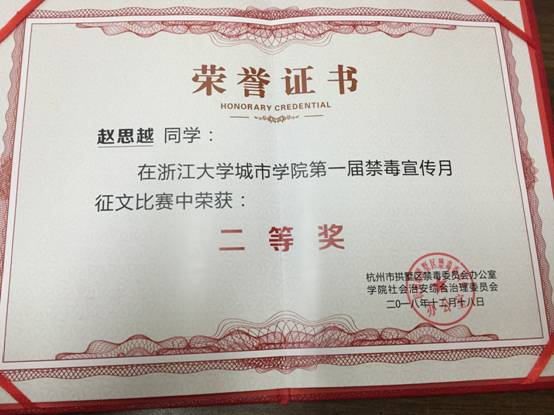 荣誉证书
HONORARY CREDENTIAL
赵思越 同学：
在浙江大学城市学院第一届禁毒宣传月
征文比赛中荣获：
二等奖
杭州市拱墅区禁毒委员会办公室
学院社会治安综合治理委员会
二〇一八年十二月十八日